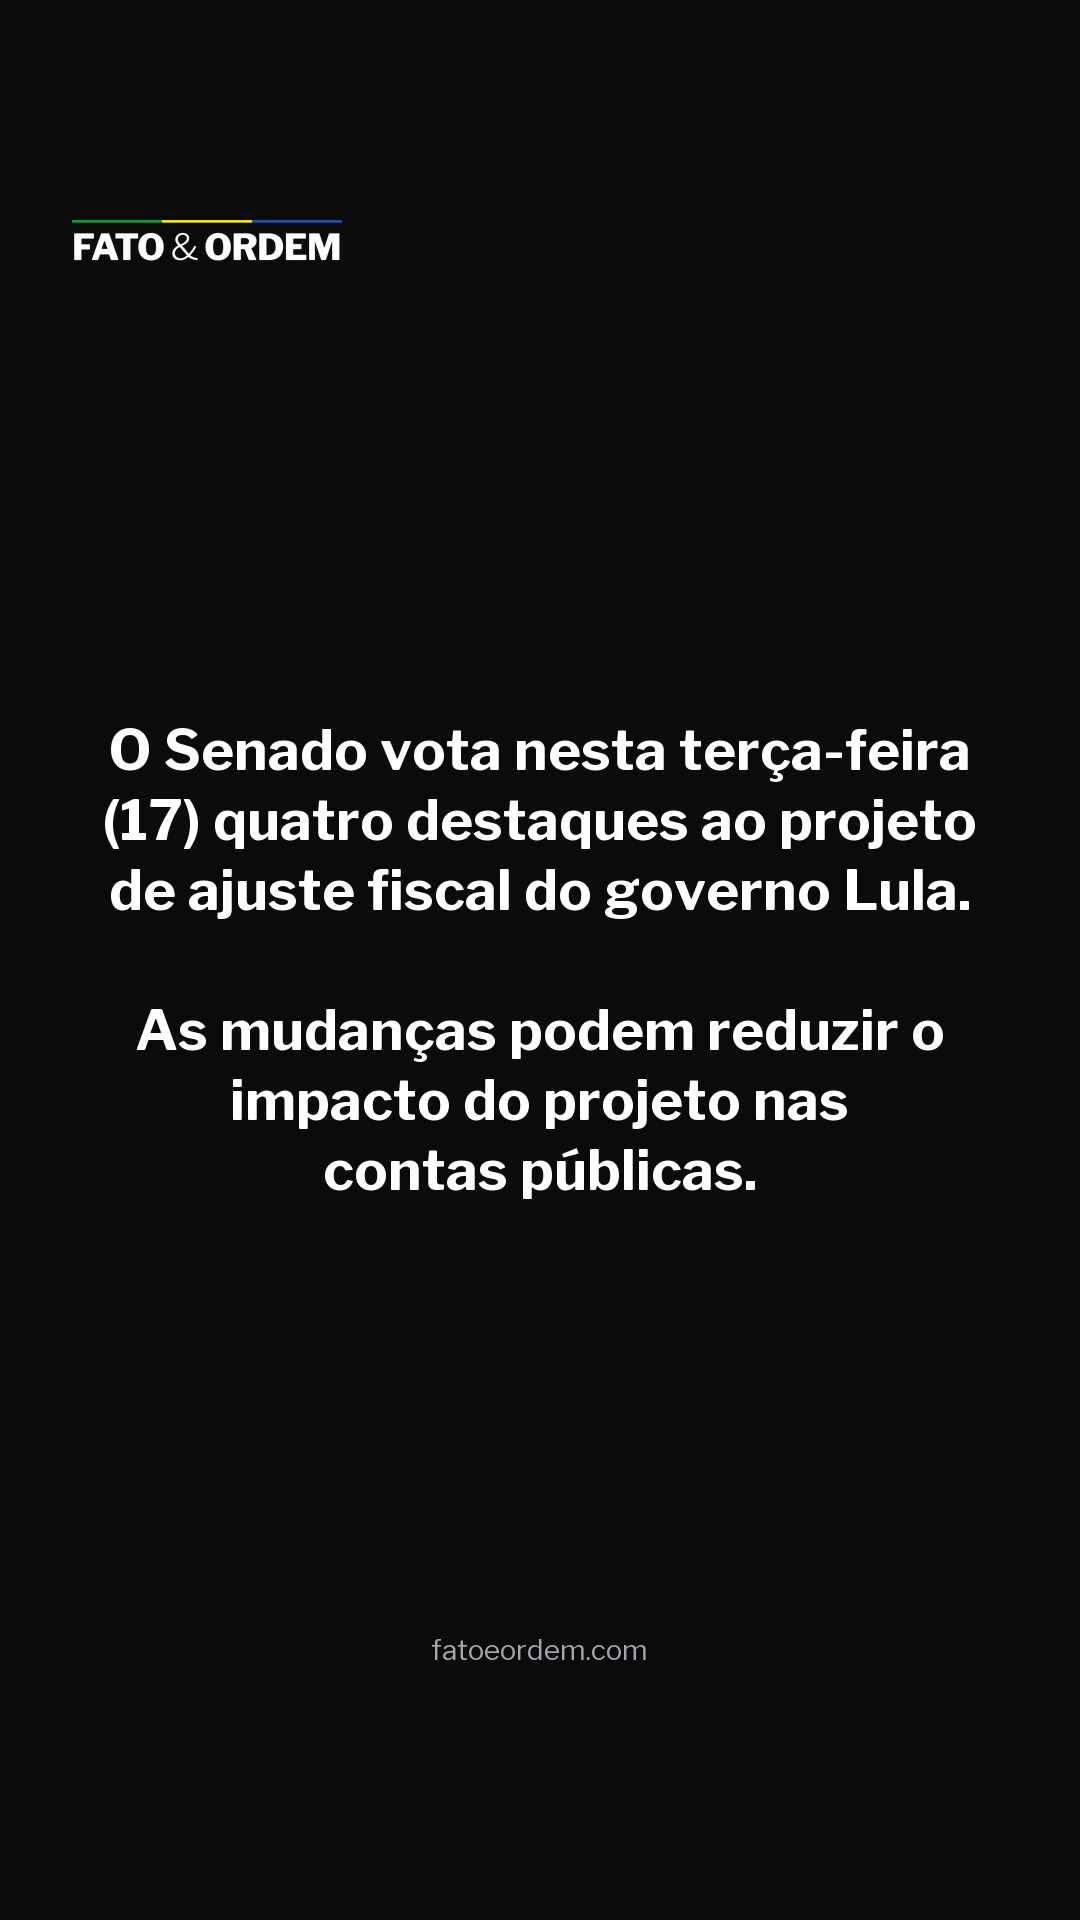 FATO & ORDEM
O Senado vota nesta terça-feira
(17) quatro destaques ao projeto
de ajuste fiscal do governo Lula.
As mudanças podem reduzir o
impacto do projeto nas
contas públicas.
fatoeordem.com